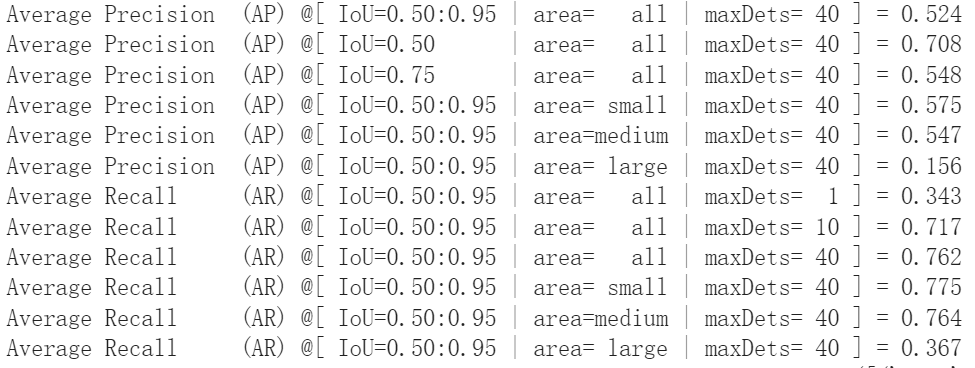 Average Precision  (AP) @[ IoU=0.50:0.95 | area=   all | maxDets= 40 ] = 0.524
Average Precision  (AP) @[ IoU=0.50      | area=   all | maxDets= 40 ] = 0.708
Average Precision  (AP) @[ IoU=0.75      | area=   all | maxDets= 40 ] = 0.548
Average Precision  (AP) @[ IoU=0.50:0.95 | area= small | maxDets= 40 ] = 0.575
Average Precision  (AP) @[ IoU=0.50:0.95 | area=medium | maxDets= 40 ] = 0.547
Average Precision  (AP) @[ IoU=0.50:0.95 | area= large | maxDets= 40 ] = 0.156
Average Recall     (AR) @[ IoU=0.50:0.95 | area=   all | maxDets=  1 ] = 0.343
Average Recall     (AR) @[ IoU=0.50:0.95 | area=   all | maxDets= 10 ] = 0.717
Average Recall     (AR) @[ IoU=0.50:0.95 | area=   all | maxDets= 40 ] = 0.762
Average Recall     (AR) @[ IoU=0.50:0.95 | area= small | maxDets= 40 ] = 0.775
Average Recall     (AR) @[ IoU=0.50:0.95 | area=medium | maxDets= 40 ] = 0.764
Average Recall     (AR) @[ IoU=0.50:0.95 | area= large | maxDets= 40 ] = 0.367